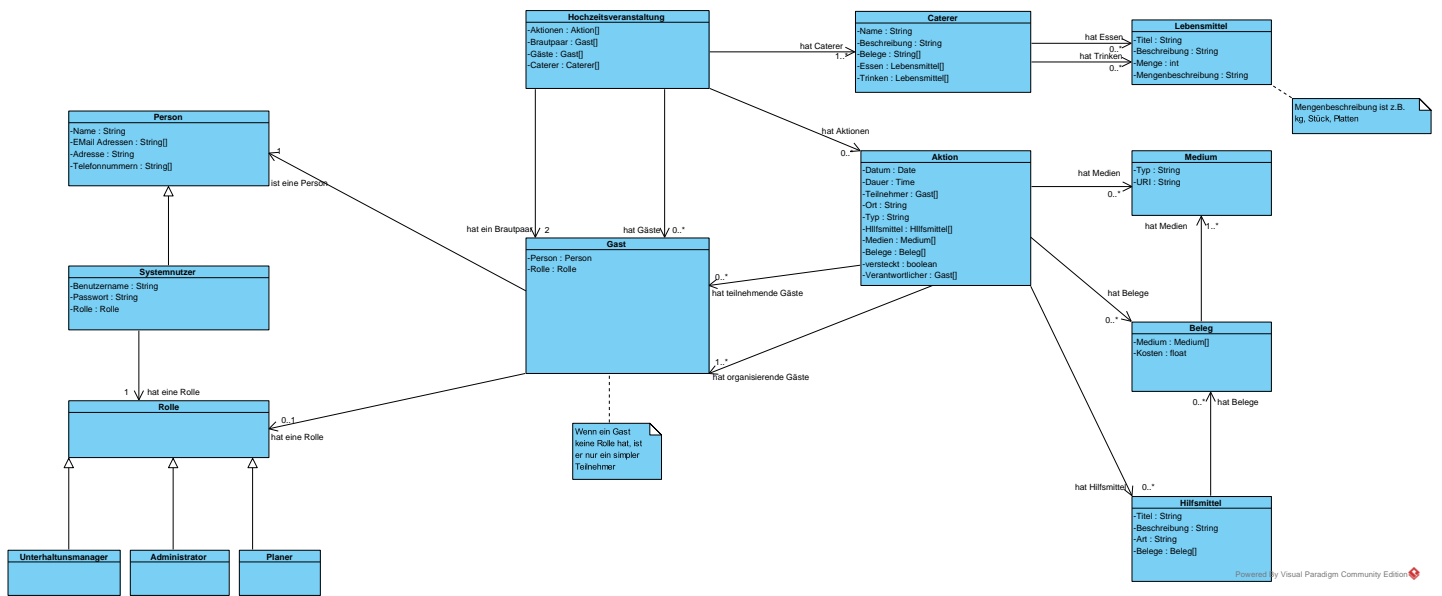 Hochzeitsveranstaltung
-Aktionen : Aktion[]
-Brautpaar : Gast[]
-Gäste : Gast[]
-Caterer : Caterer[]
hat Caterer
1..*
Caterer
-Name : String
-Beschreibung : String
-Belege : String[]
-Essen : Lebensmittel[]
-Trinken : Lebensmittel[]
hat Essen
0..*
hat Trinken
0..*
Lebensmittel
-Titel : String
-Beschreibung : String
-Menge : int
-Mengenbeschreibung : String
Mengenbeschreibung ist z.B.
kg, Stück, Platten
Person
-Name : String
-EMail Adressen : String[]
-Adresse : String
-Telefonnummern : String[]
1
ist eine Person
hat Aktionen
0..*
Aktion
-Datum : Date
-Dauer : Time
-Teilnehmer : Gast[]
-Ort : String
-Typ : String
-HIlfsmittel : HIlfsmittel[]
-Medien : Medium[]
-Belege : Beleg[]
-versteckt : boolean
-Verantwortlicher : Gast[]
hat Medien
0..*
Medium
-Typ : String
-URI : String
hat Medien
1..*
hat ein Brautpaar
2
hat Gäste
0..*
Gast
-Person : Person
-Rolle : Rolle
0..*
hat teilnehmende Gäste
1..*
hat organisierende Gäste
Systemnutzer
-Benutzername : String
-Passwort : String
-Rolle : Rolle
hat Belege
0..*
Beleg
-Medium : Medium[]
-Kosten : float
1
hat eine Rolle
0..*
hat Belege
Rolle
0..1
hat eine Rolle
Wenn ein Gast
keine Rolle hat, ist
er nur ein simpler
Teilnehmer
hat Hilfsmittel
0..*
Hilfsmittel
-Titel : String
-Beschreibung : String
-Art : String
-Belege : Beleg[]
Unterhaltunsmanager
Administrator
Planer
Powered By Visual Paradigm Community Edition